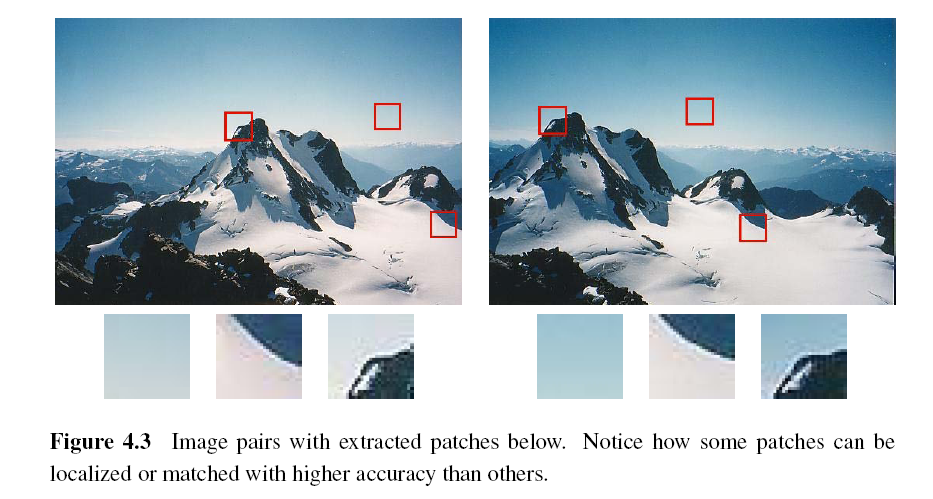 Figure 4.3 Image pairs with extracted patches below. Notice how some patches can be
localized or matched with higher accuracy than others.